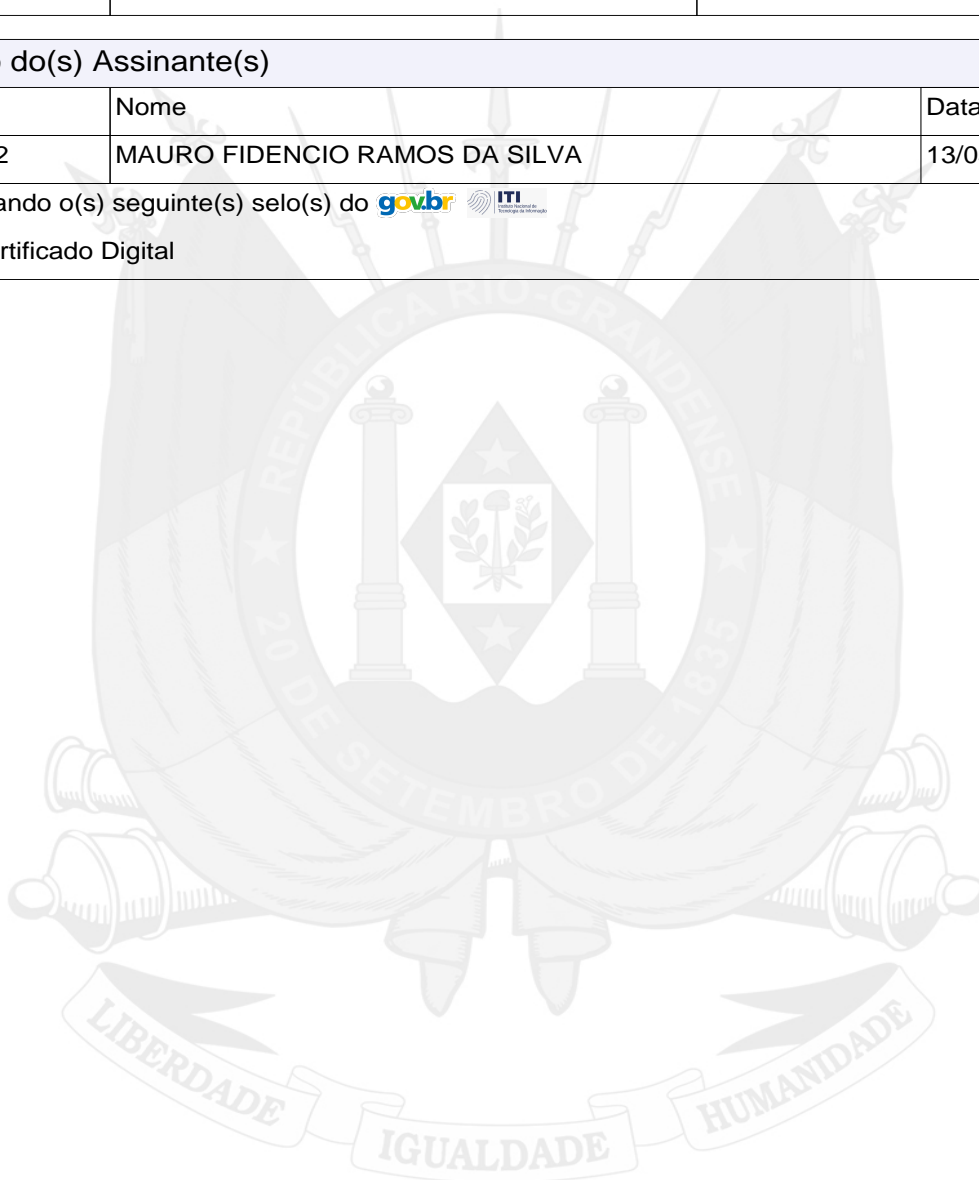 do(s) Assinante(s)
Nome Data
2 MAURO FIDENCIO RAMOS DA SILVA 13/0
ando o(s) seguinte(s) selo(s) do gov.br ITI
rtificado Digital
REPÚBLICA RIO-GRANDENSE
★ 20 DE SETEMBRO DE 1835 ★
LIBERDADE
IGUALDADE
HUMANIDADE